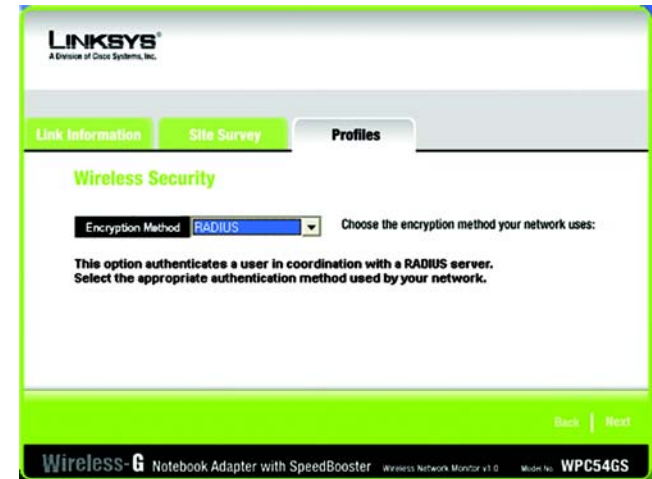 LINKSYS®
A Division of Cisco Systems, Inc.
Link Information Site Survey Profiles
Wireless Security
Encryption Method RADIUS Choose the encryption method your network uses:
This option authenticates a user in coordination with a RADIUS server.
Select the appropriate authentication method used by your network.
Back | Next
Wireless-G Notebook Adapter with SpeedBooster Wireless Network Monitor v1.0 Model No. WPC54GS